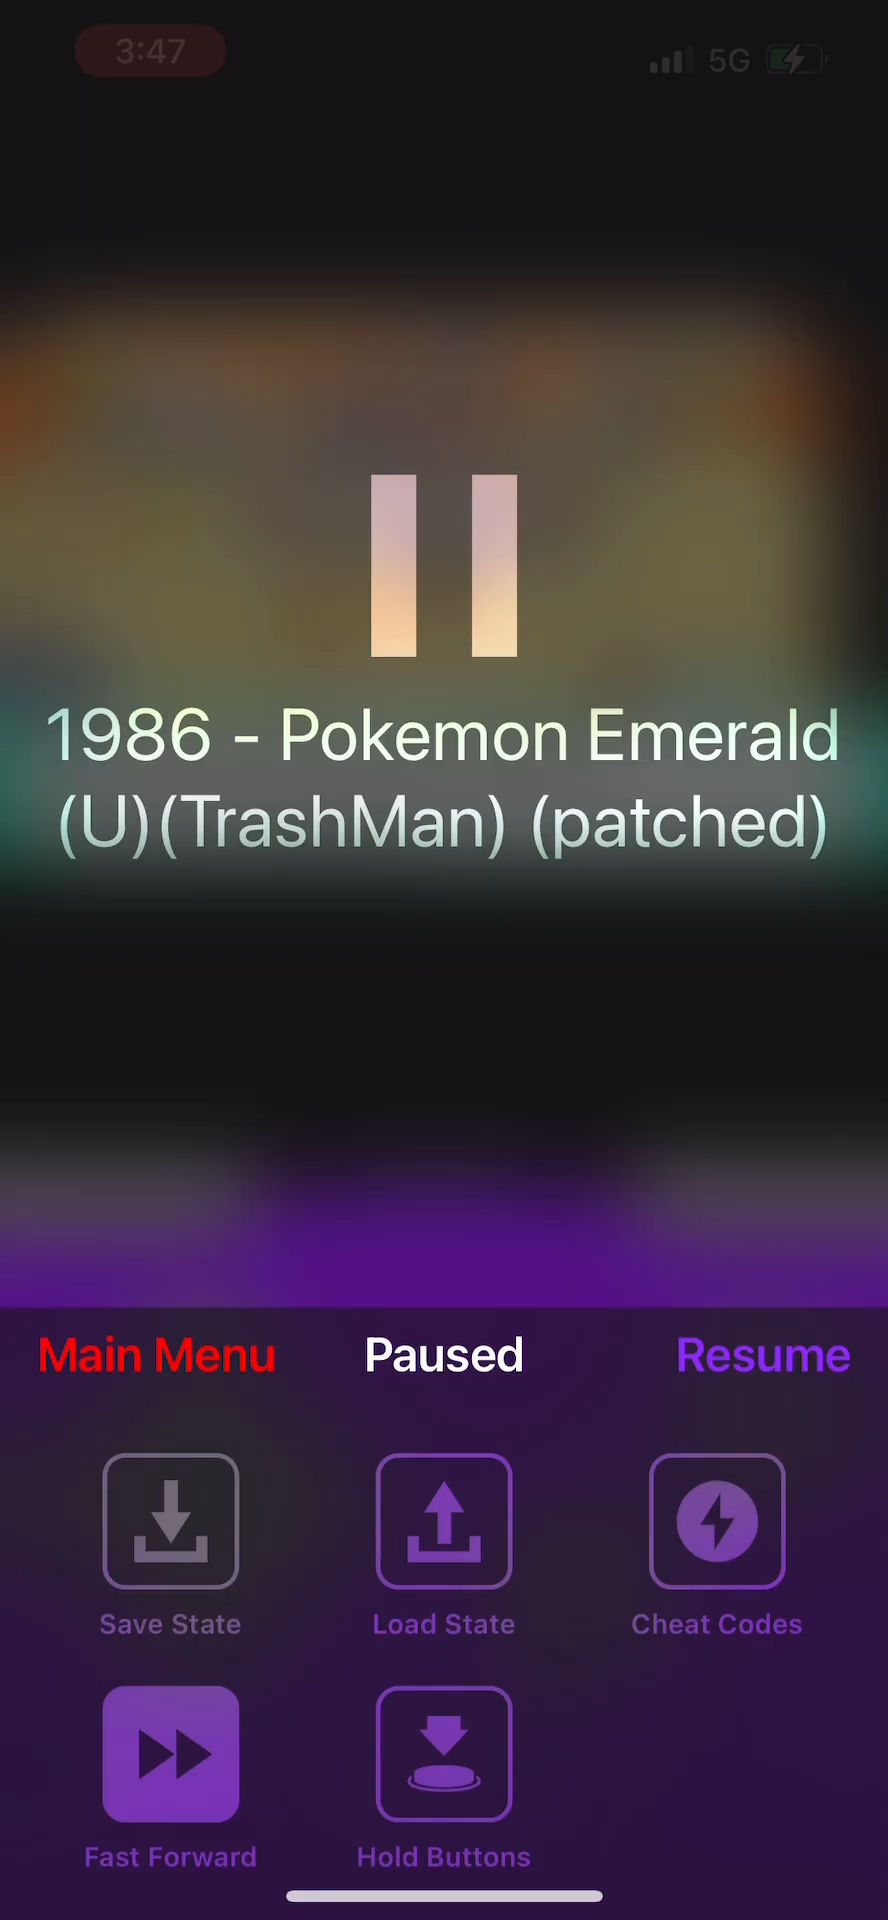 3:47
5G
1986 - Pokemon Emerald
(U)(TrashMan) (patched)
Main Menu
Paused
Resume
Save State
Load State
Cheat Codes
Fast Forward
Hold Buttons